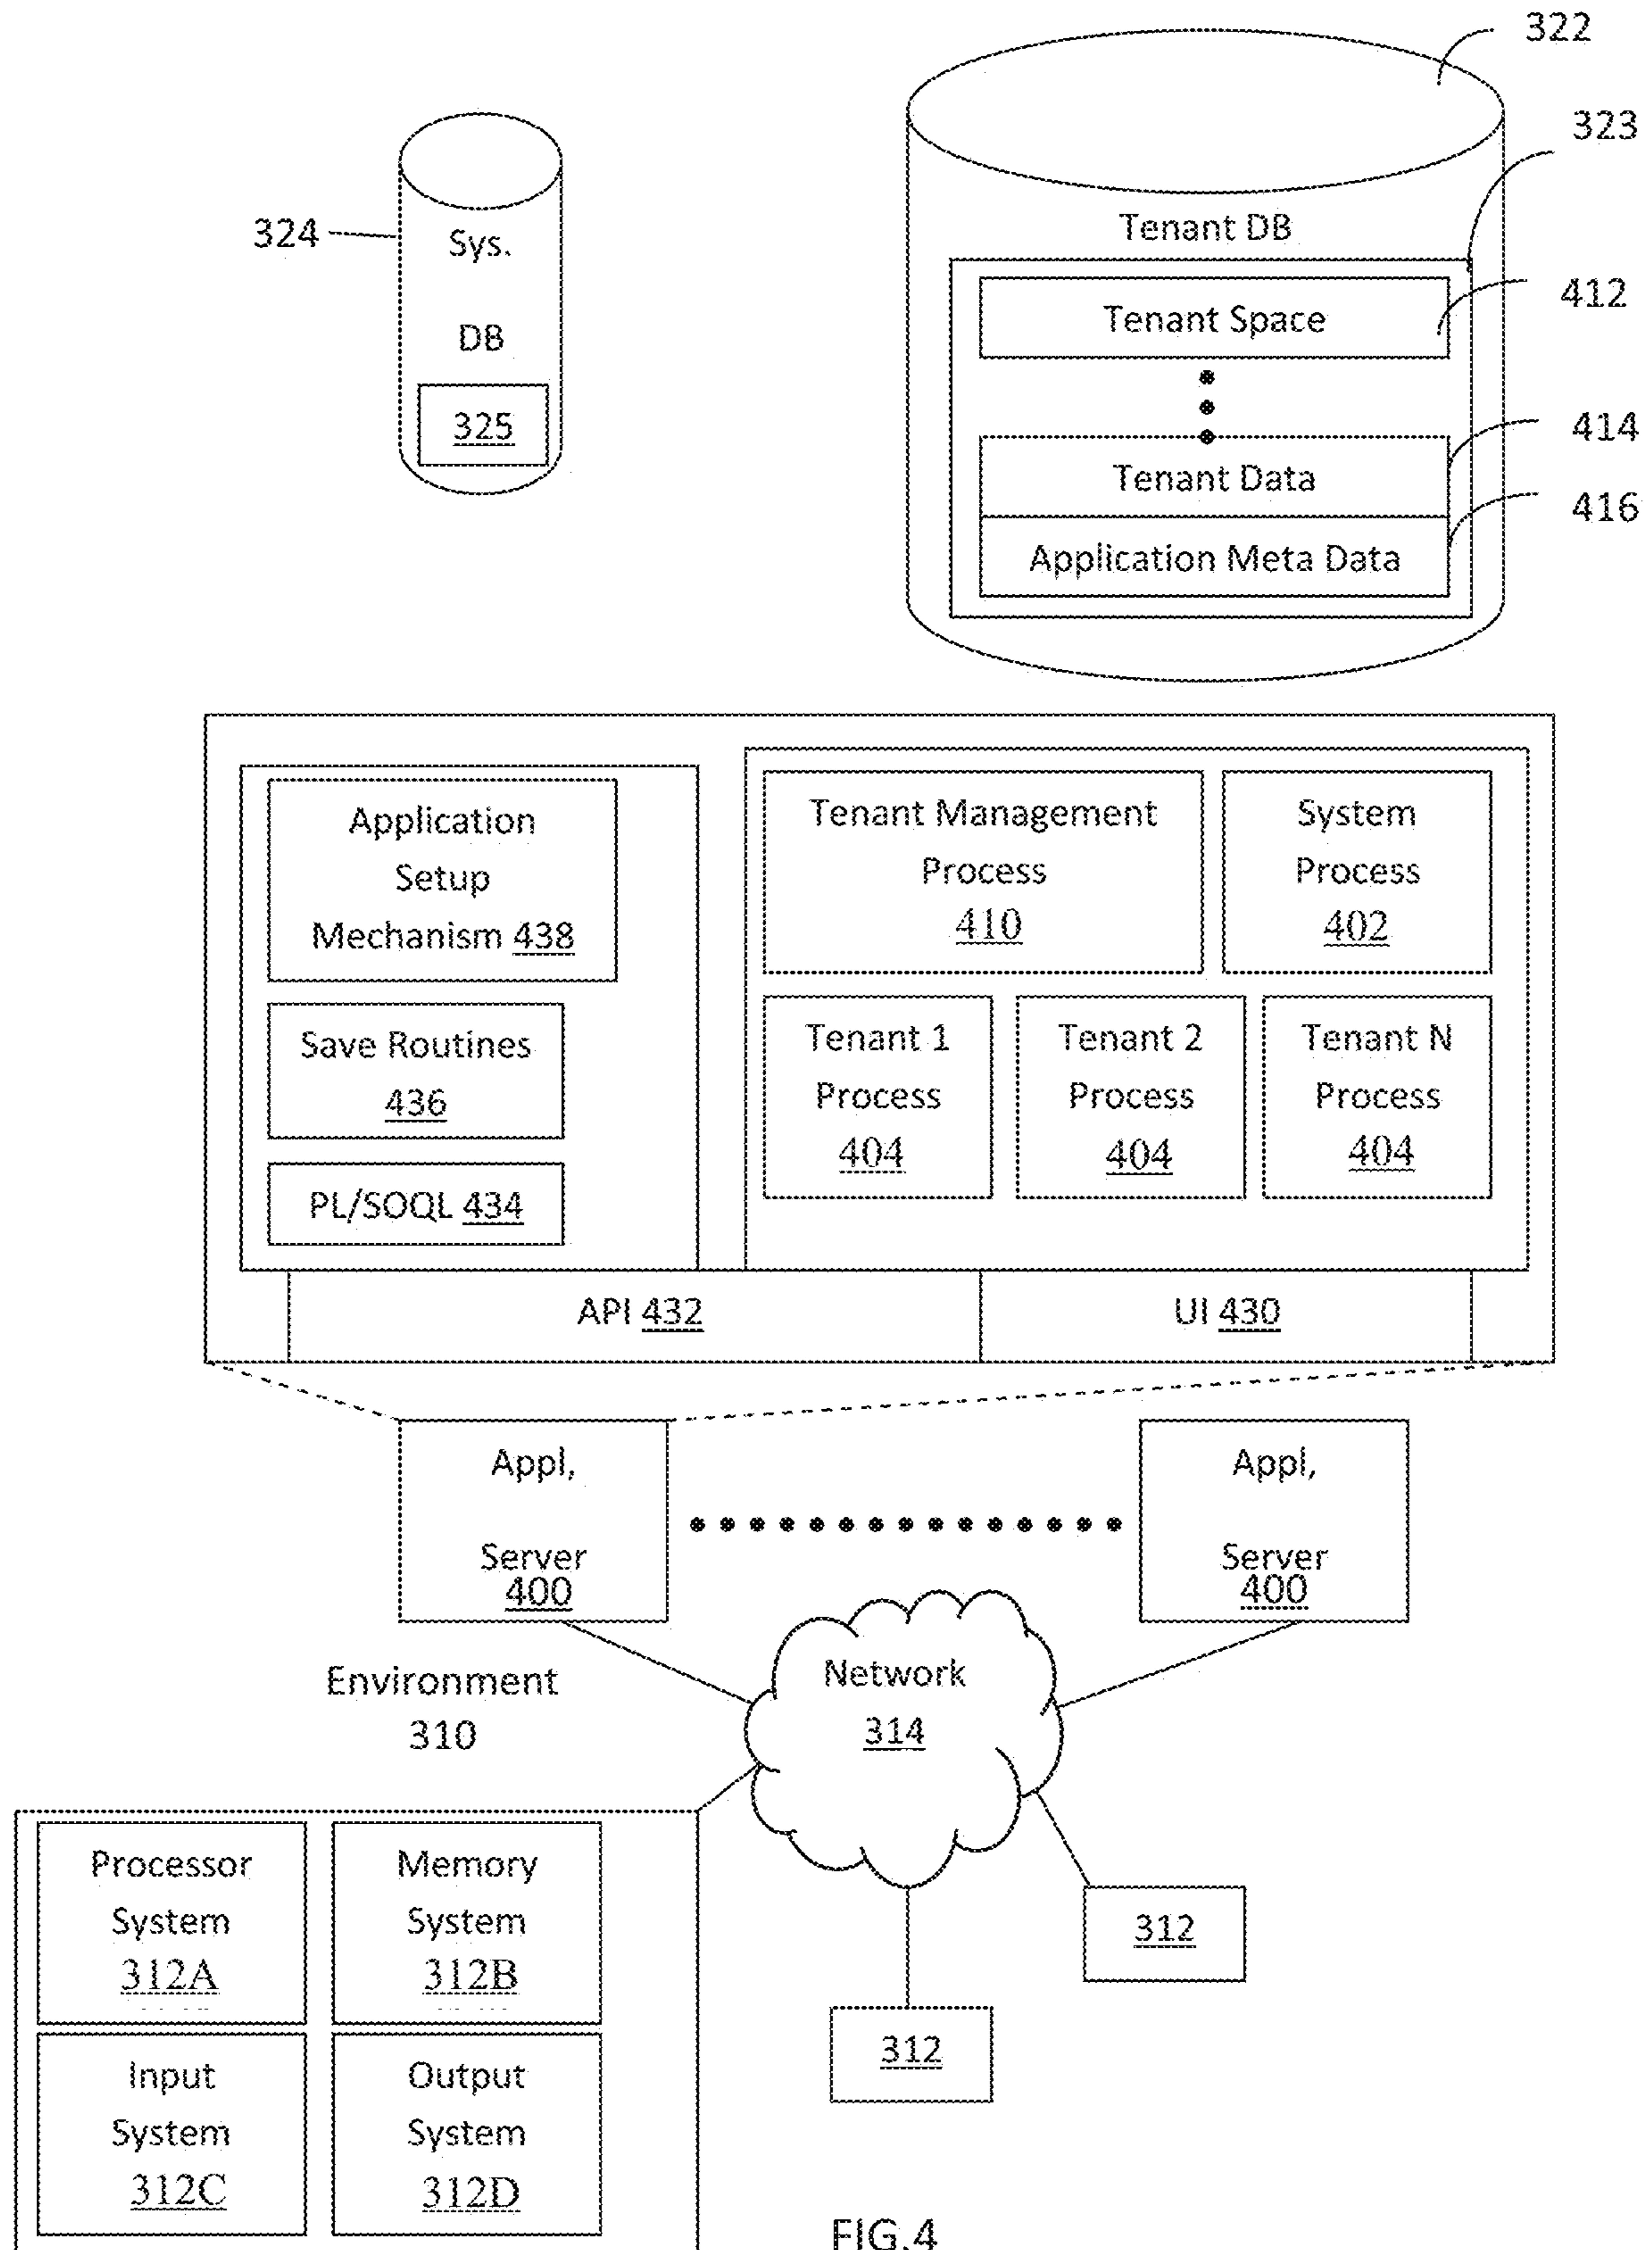 322
323
324
Sys.
DB
325
Tenant DB
Tenant Space
412
414
Tenant Data
416
Application Meta Data
Application
Setup
Mechanism 438
Save Routines
436
PL/SOQL 434
Tenant Management
Process
410
System
Process
402
Tenant 1
Process
404
Tenant 2
Process
404
Tenant N
Process
404
API 432
UI 430
Appl,
Server
400
Appl,
Server
400
Environment
310
Network
314
Processor
System
312A
Memory
System
312B
Input
System
312C
Output
System
312D
312
312
FIG.4